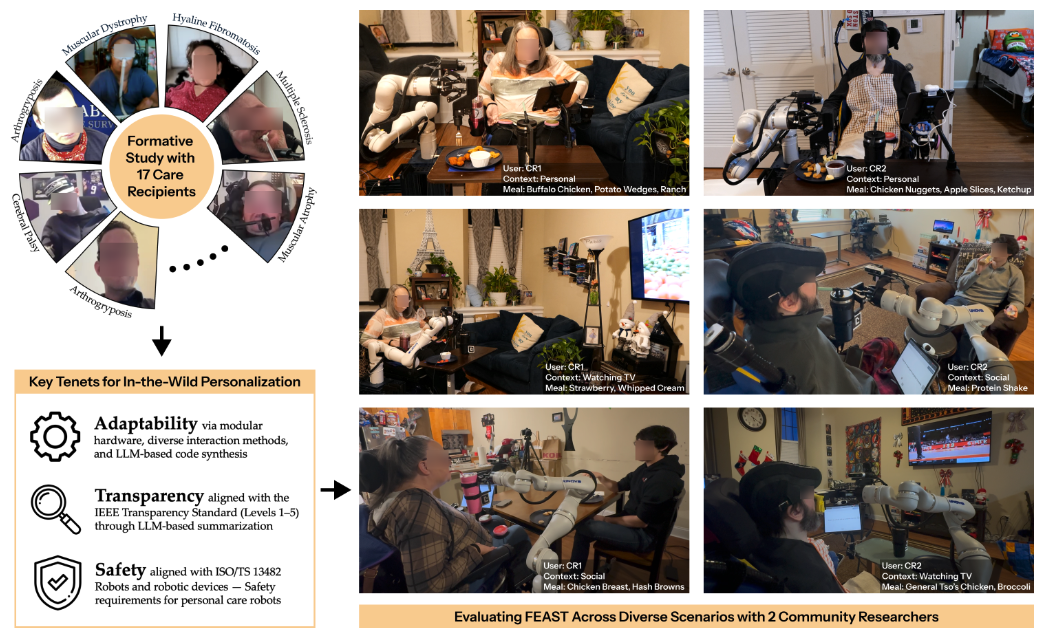 Muscular Dystrophy
Hyaline Fibromatosis
Multiple Sclerosis
Muscular Atrophy
Arthrogryposis
Cerebral Palsy
Arthrogryposis
Formative
Study with
17 Care
Recipients
Key Tenets for In-the-Wild Personalization
Adaptability via modular
hardware, diverse interaction methods,
and LLM-based code synthesis
Transparency aligned with the
IEEE Transparency Standard (Levels 1–5)
through LLM-based summarization
Safety aligned with ISO/TS 13482
Robots and robotic devices — Safety
requirements for personal care robots
User: CR1
Context: Personal
Meal: Buffalo Chicken, Potato Wedges, Ranch
User: CR2
Context: Personal
Meal: Chicken Nuggets, Apple Slices, Ketchup
User: CR1
Context: Watching TV
Meal: Strawberry, Whipped Cream
User: CR2
Context: Social
Meal: Protein Shake
User: CR1
Context: Social
Meal: Chicken Breast, Hash Browns
User: CR2
Context: Watching TV
Meal: General Tso's Chicken, Broccoli
Evaluating FEAST Across Diverse Scenarios with 2 Community Researchers